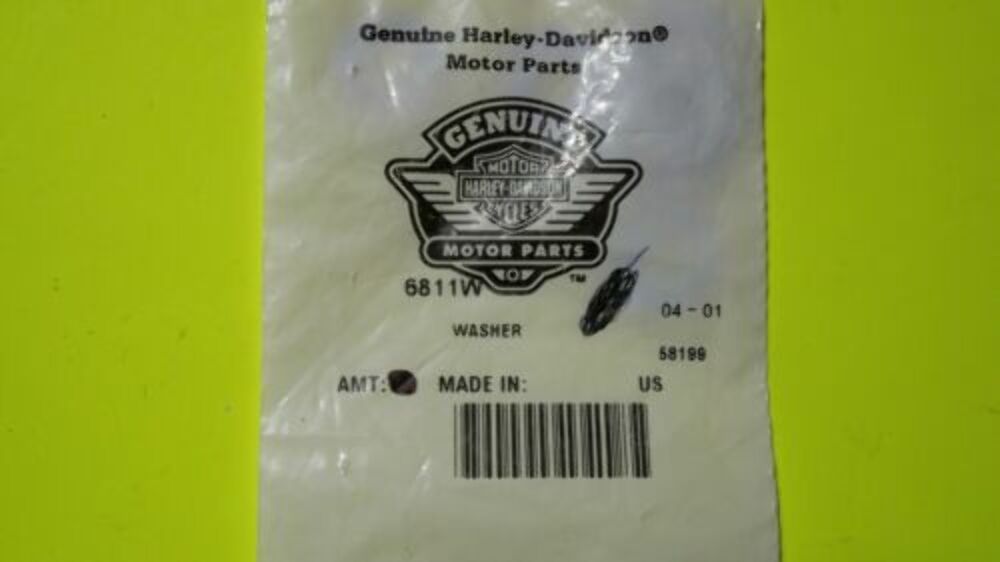 Genuine Harley-Davidson®
Motor Parts
GENUINE
MOTOR
HARLEY-DAVIDSON
CYCLES
MOTOR PARTS
TM
6811W
04 - 01
WASHER
58199
AMT: MADE IN: US